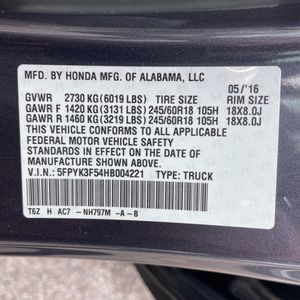 MFD. BY HONDA MFG. OF ALABAMA, LLC 05/'16
GVWR 2730 KG (6019 LBS) TIRE SIZE RIM SIZE
GAWR F 1420 KG (3131 LBS) 245/60R18 105H 18X8.0J
GAWR R 1460 KG (3219 LBS) 245/60R18 105H 18X8.0J
THIS VEHICLE CONFORMS TO ALL APPLICABLE
FEDERAL MOTOR VEHICLE SAFETY STANDARDS
IN EFFECT ON THE DATE OF MANUFACTURE
SHOWN ABOVE.
V.I.N.: 5FPYK3F54HB004221 TYPE: TRUCK
T6Z H AC7 - NH797M -A-B